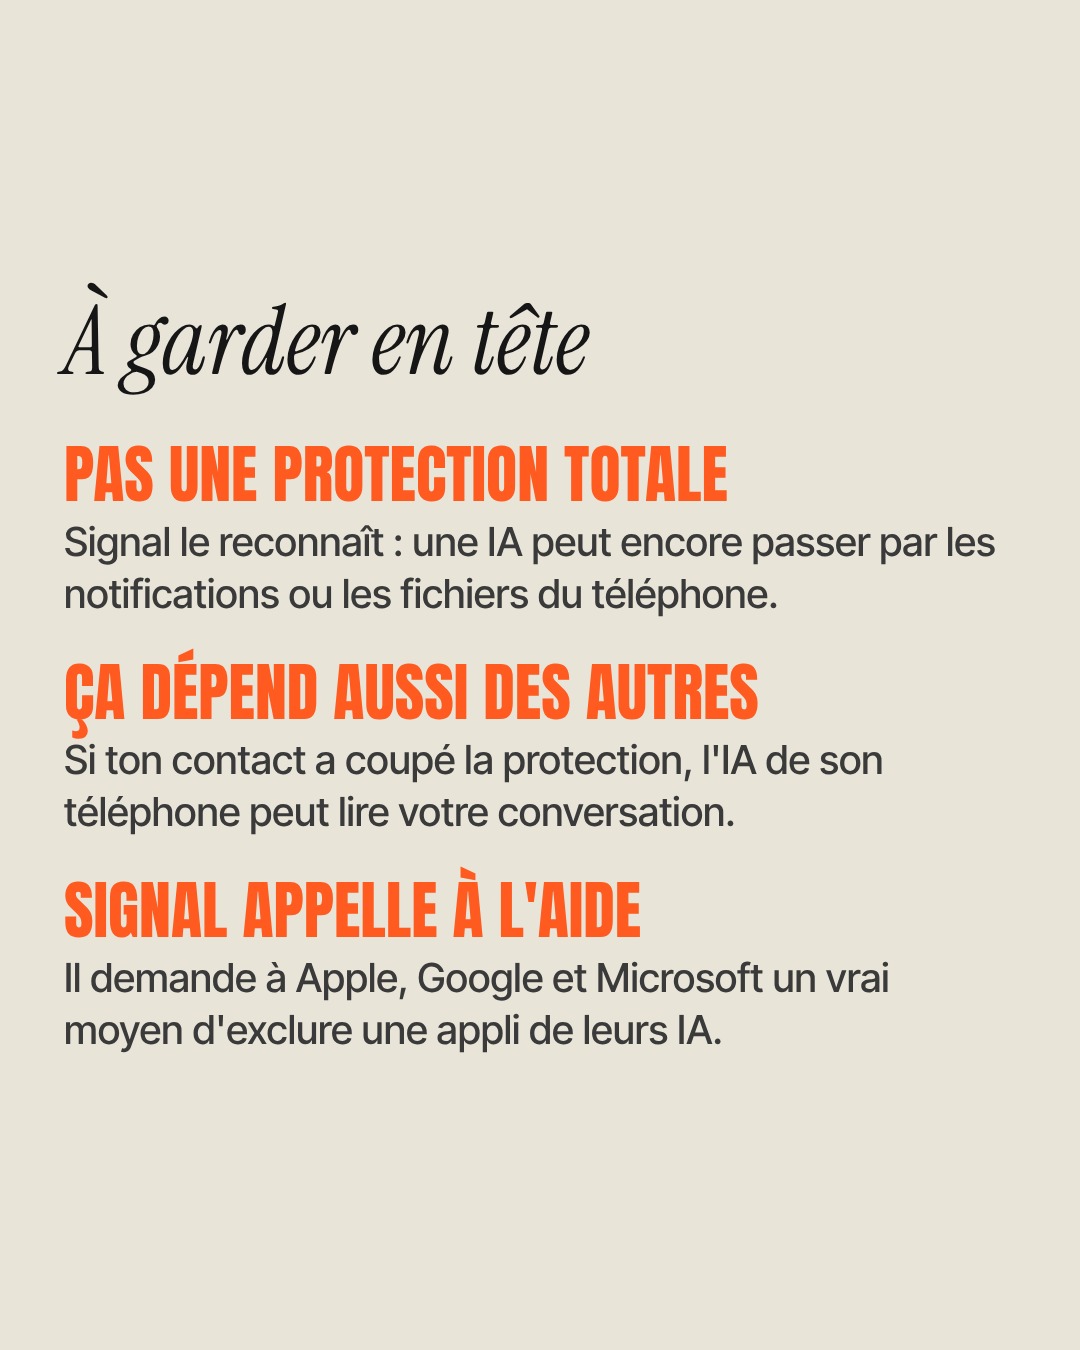 À garder en tête
PAS UNE PROTECTION TOTALE
Signal le reconnaît : une IA peut encore passer par les
notifications ou les fichiers du téléphone.
ÇA DÉPEND AUSSI DES AUTRES
Si ton contact a coupé la protection, l'IA de son
téléphone peut lire votre conversation.
SIGNAL APPELLE À L'AIDE
Il demande à Apple, Google et Microsoft un vrai
moyen d'exclure une appli de leurs IA.